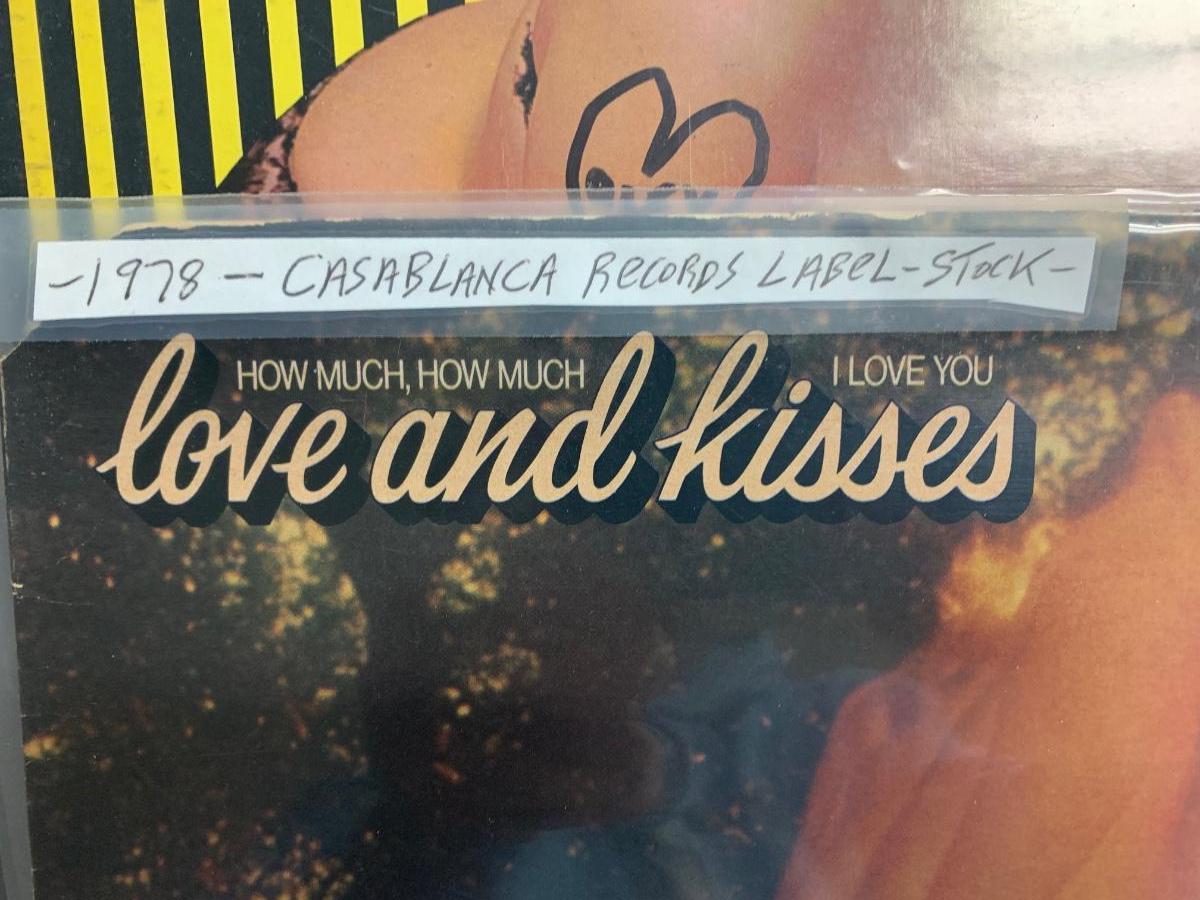 -1978- CASABLANCA RECORDS LABEL-STOCK-
HOW MUCH, HOW MUCH I LOVE YOU
love and kisses